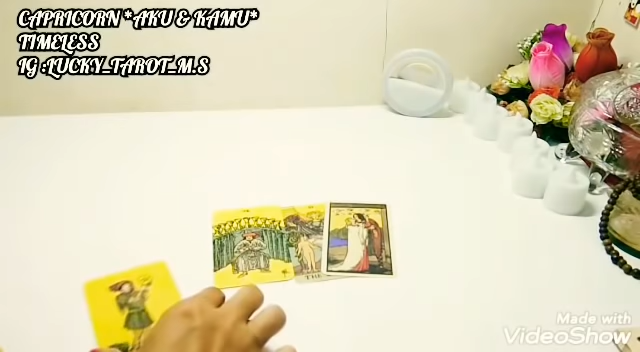 CAPRICORN *AKU & KAMU*
TIMELESS
IG :LUCKY_TAROT_M.S
Made with
VideoShow